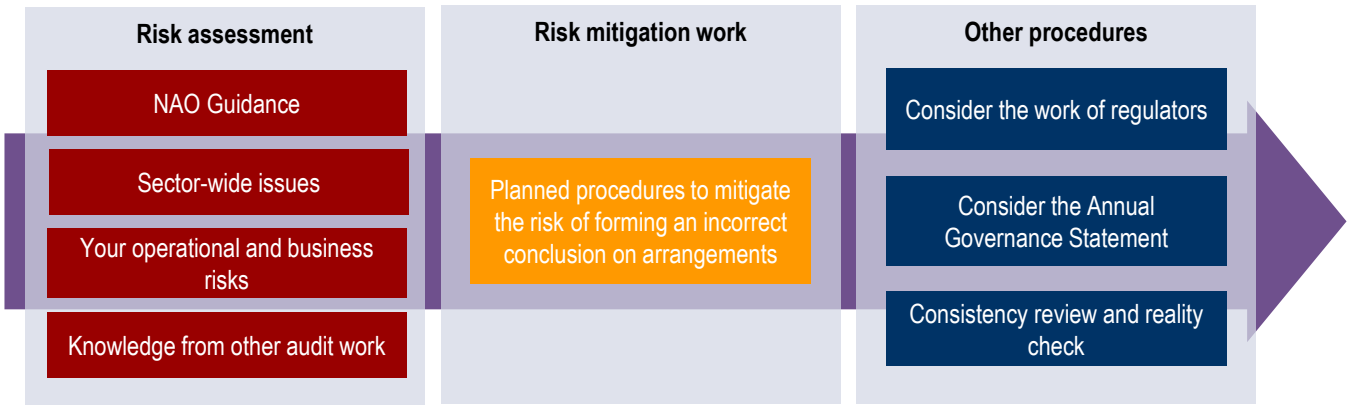 Risk assessment
NAO Guidance
Sector-wide issues
Your operational and business
risks
Knowledge from other audit work
Risk mitigation work
Planned procedures to mitigate
the risk of forming an incorrect
conclusion on arrangements
Other procedures
Consider the work of regulators
Consider the Annual
Governance Statement
Consistency review and reality
check